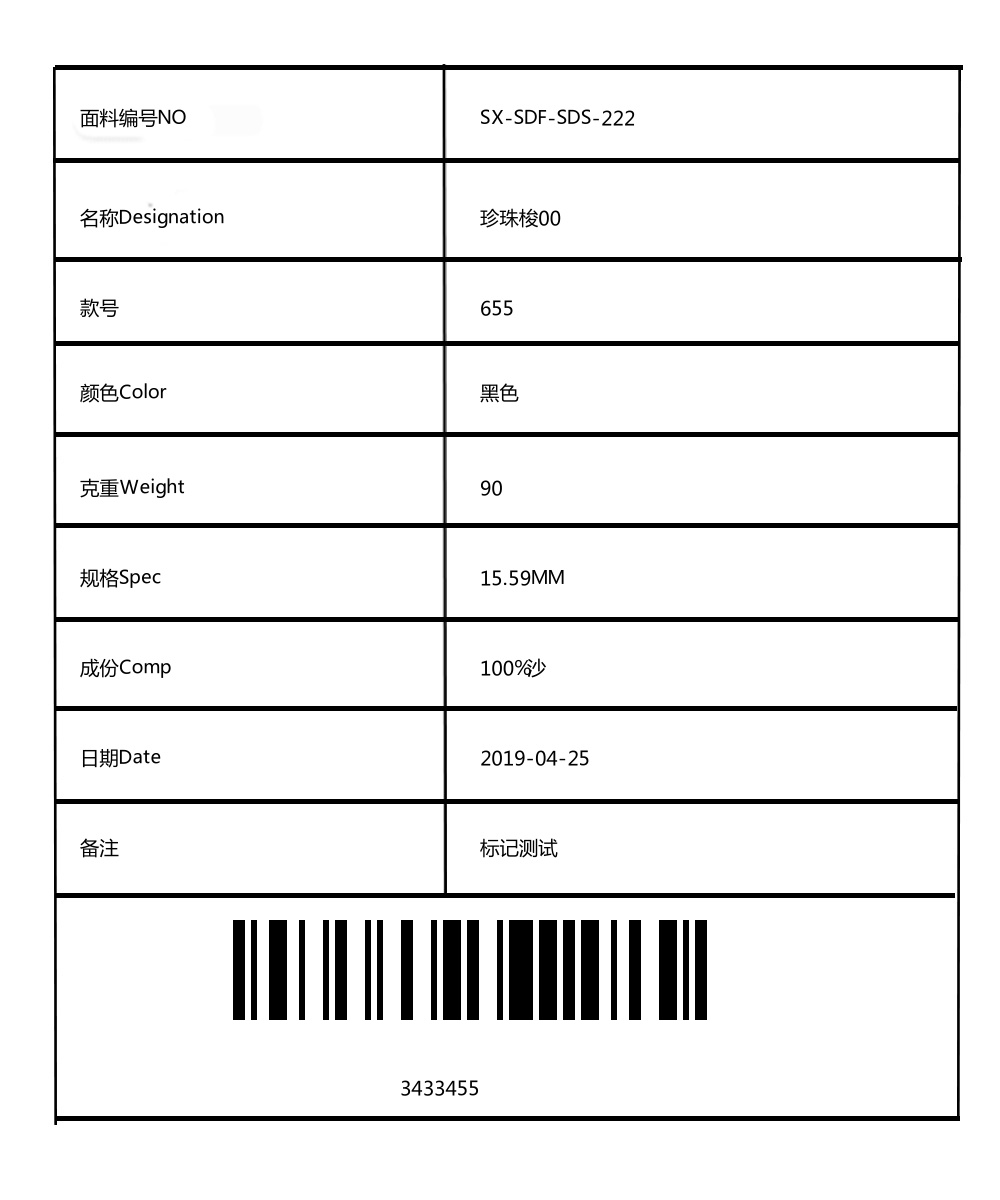 面料编号NO SX-SDF-SDS-222
名称Designation 珍珠梭00
款号 655
颜色Color 黑色
克重Weight 90
规格Spec 15.59MM
成份Comp 100%沙
日期Date 2019-04-25
备注 标记测试
3433455